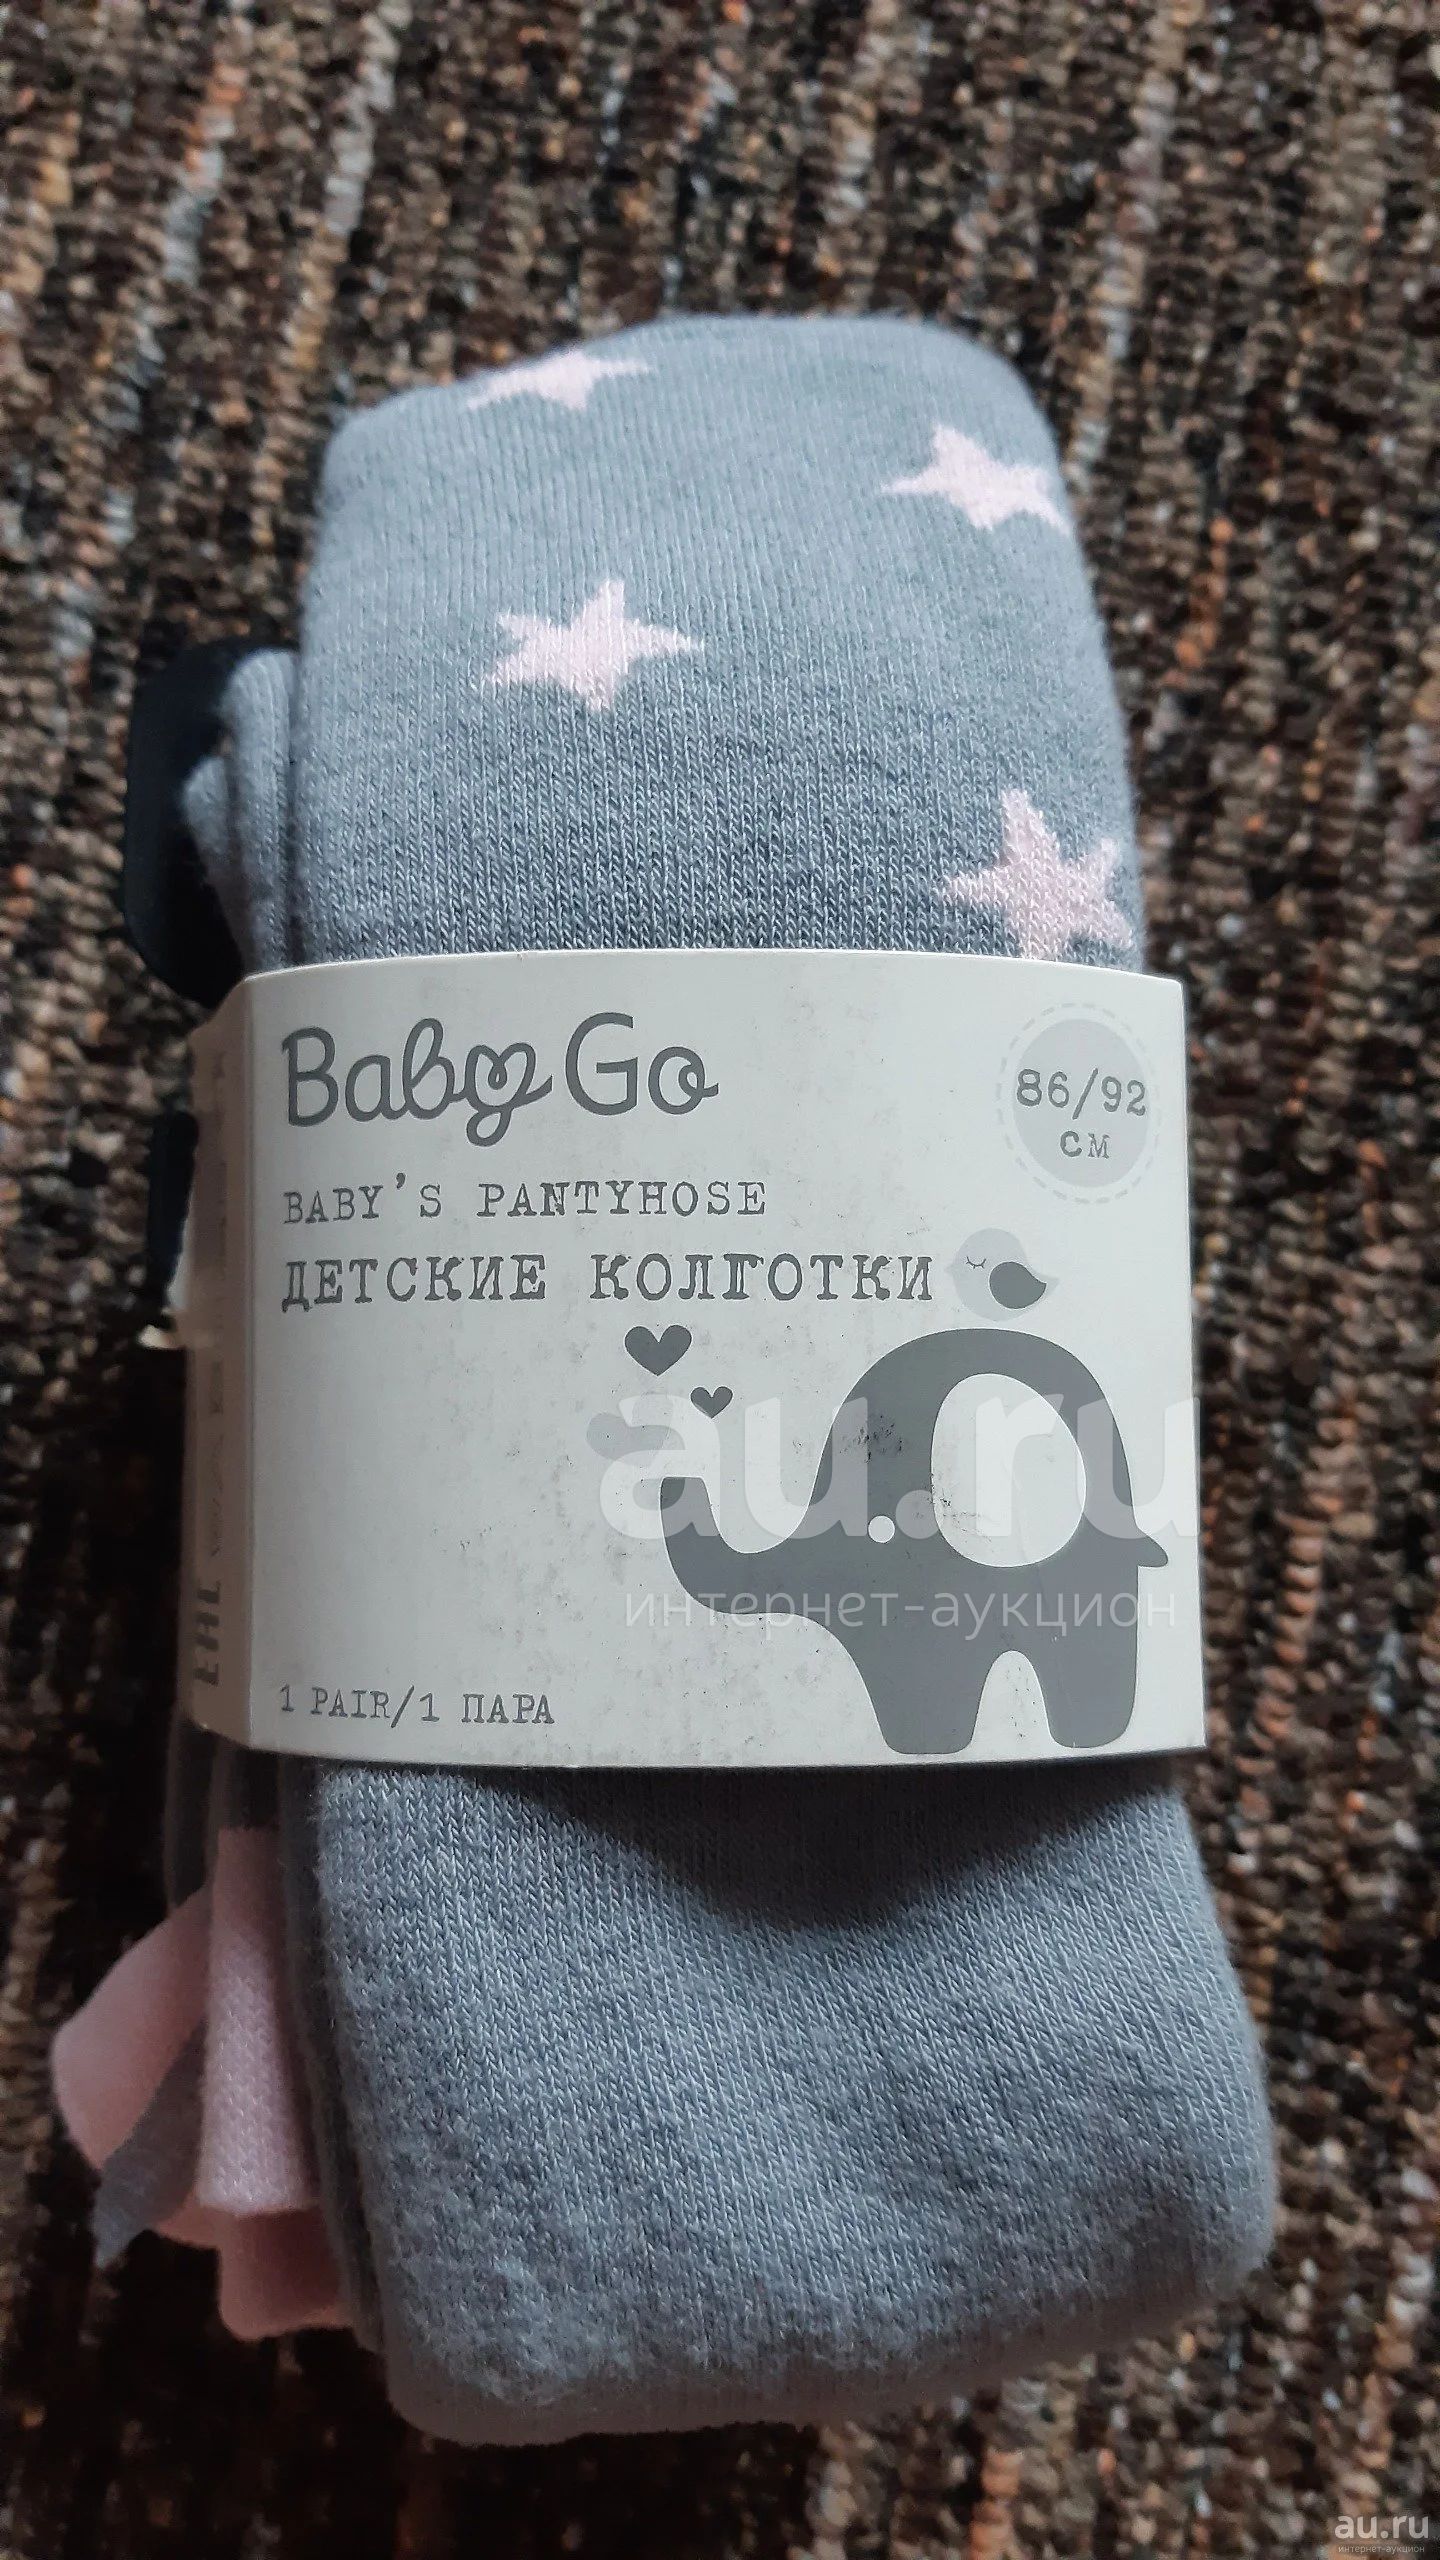 Baby Go
86/92
СМ
BABY'S PANTYHOSE
ДЕТСКИЕ КОЛГОТКИ
au.ru
интернет-аукцион
1 PAIR/1 ПАРА
au.ru
интернет-аукцион